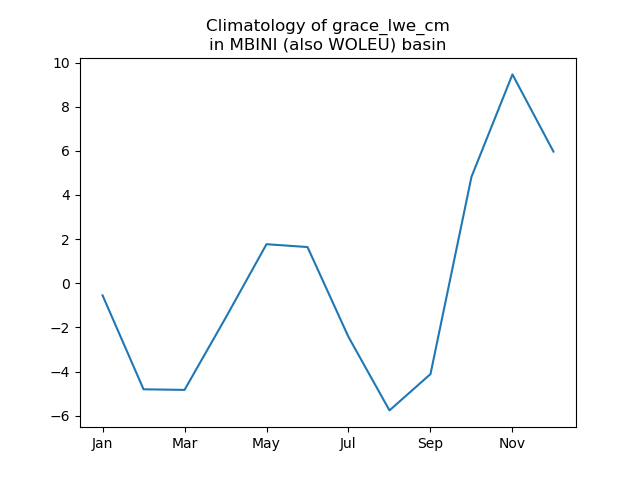 Climatology of grace_lwe_cm
in MBINI (also WOLEU) basin
10
8
6
4
2
0
−2
−4
−6
Jan
Mar
May
Jul
Sep
Nov